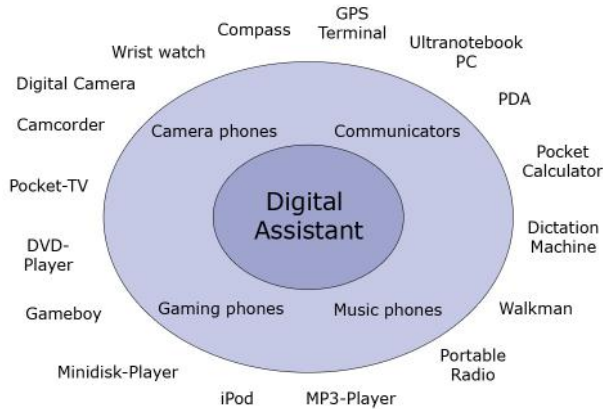 GPS
Terminal
Compass
Ultranotebook
PC
Wrist watch
Digital Camera
PDA
Camcorder
Camera phones
Communicators
Pocket
Calculator
Pocket-TV
Digital
Assistant
Dictation
Machine
DVD-
Player
Gaming phones
Music phones
Walkman
Gameboy
Portable
Radio
Minidisk-Player
iPod
MP3-Player